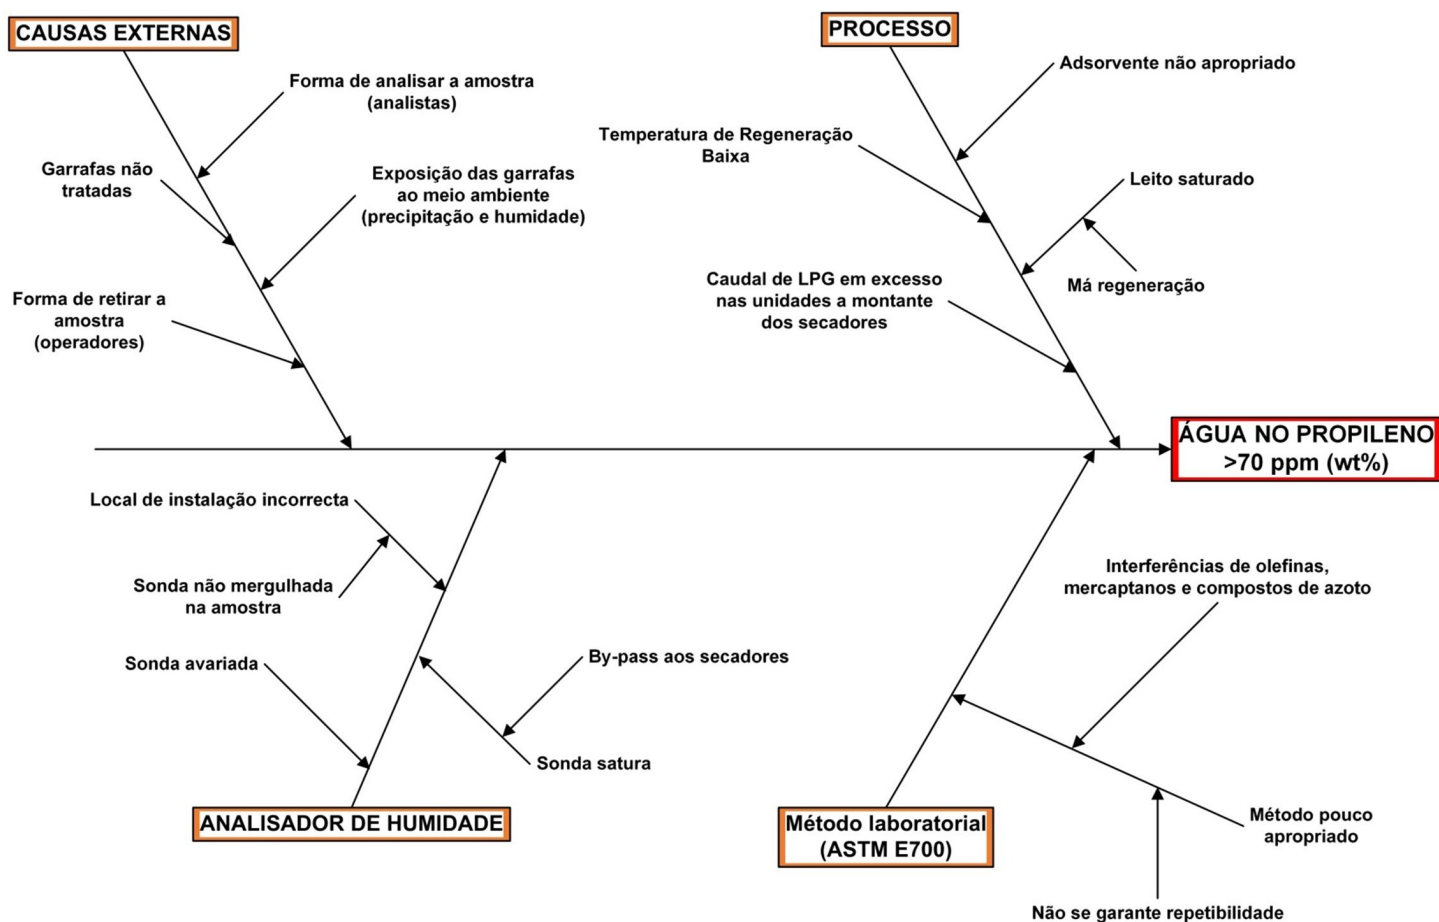 CAUSAS EXTERNAS
Forma de analisar a amostra
(analistas)
Garrafas não
tratadas
Exposição das garrafas
ao meio ambiente
(precipitação e humidade)
Forma de retirar a
amostra
(operadores)
PROCESSO
Adsorvente não apropriado
Temperatura de Regeneração
Baixa
Leito saturado
Má regeneração
Caudal de LPG em excesso
nas unidades a montante
dos secadores
ÁGUA NO PROPILENO
>70 ppm (wt%)
Local de instalação incorrecta
Sonda não mergulhada
na amostra
Sonda avariada
By-pass aos secadores
Sonda satura
ANALISADOR DE HUMIDADE
Interferências de olefinas,
mercaptanos e compostos de azoto
Método pouco
apropriado
Não se garante repetibilidade
Método laboratorial
(ASTM E700)